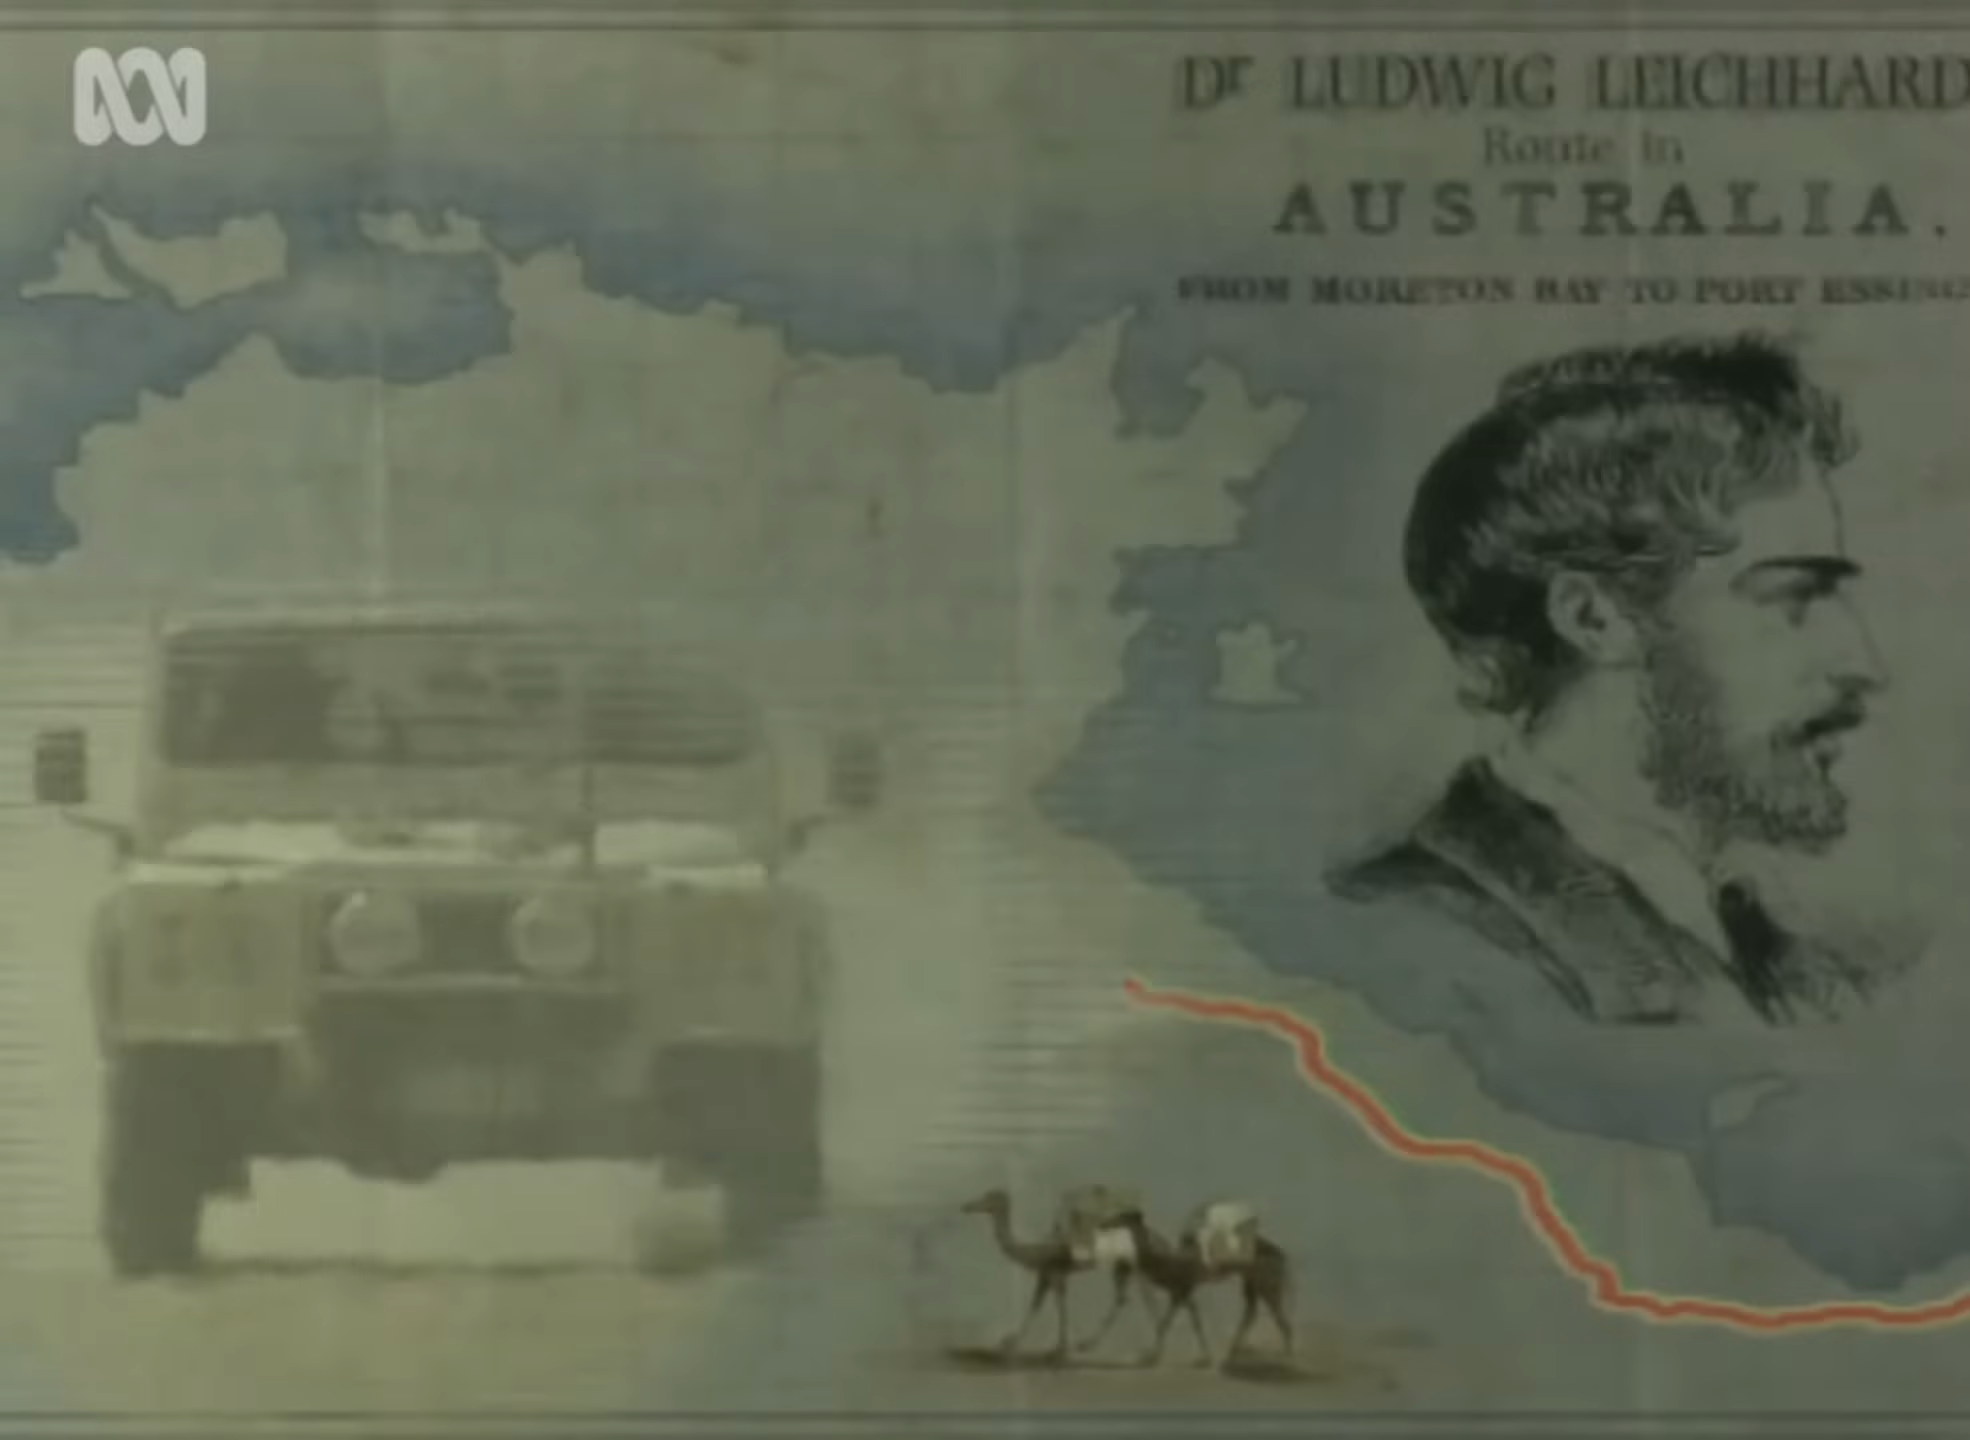 Dr LUDWIG LEICHHARD
Route in
AUSTRALIA.
FROM MORETON BAY TO PORT ESSING